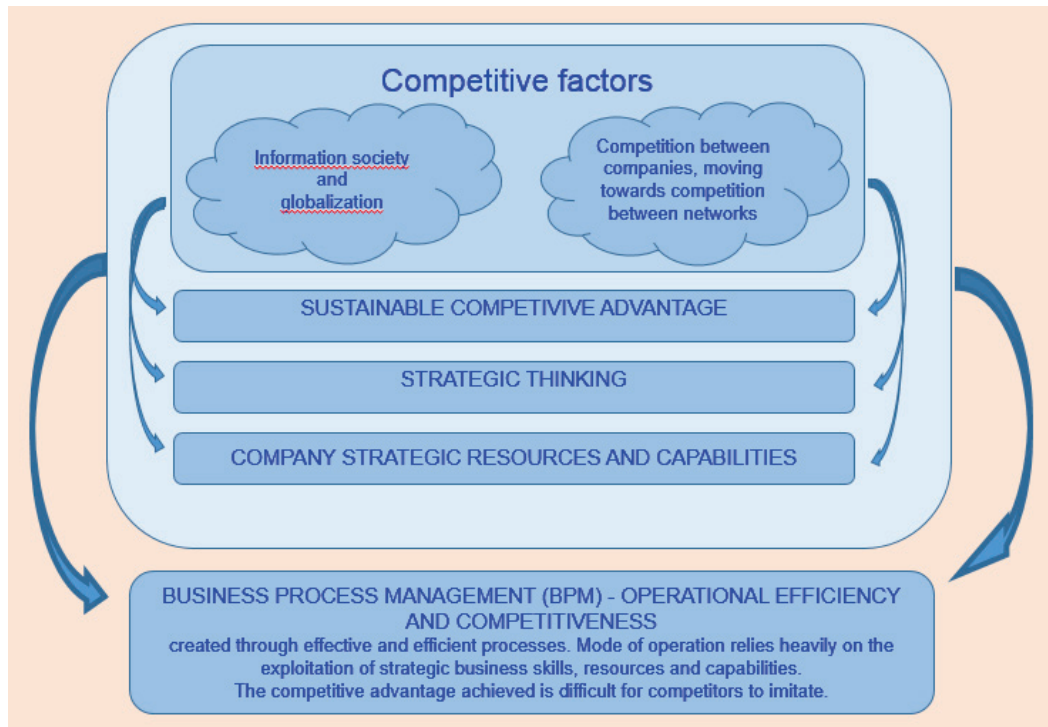 Competitive factors
Information society
and
globalization
Competition between
companies, moving
towards competition
between networks
SUSTAINABLE COMPETIVIVE ADVANTAGE
STRATEGIC THINKING
COMPANY STRATEGIC RESOURCES AND CAPABILITIES
BUSINESS PROCESS MANAGEMENT (BPM) - OPERATIONAL EFFICIENCY
AND COMPETITIVENESS
created through effective and efficient processes. Mode of operation relies heavily on the
exploitation of strategic business skills, resources and capabilities.
The competitive advantage achieved is difficult for competitors to imitate.